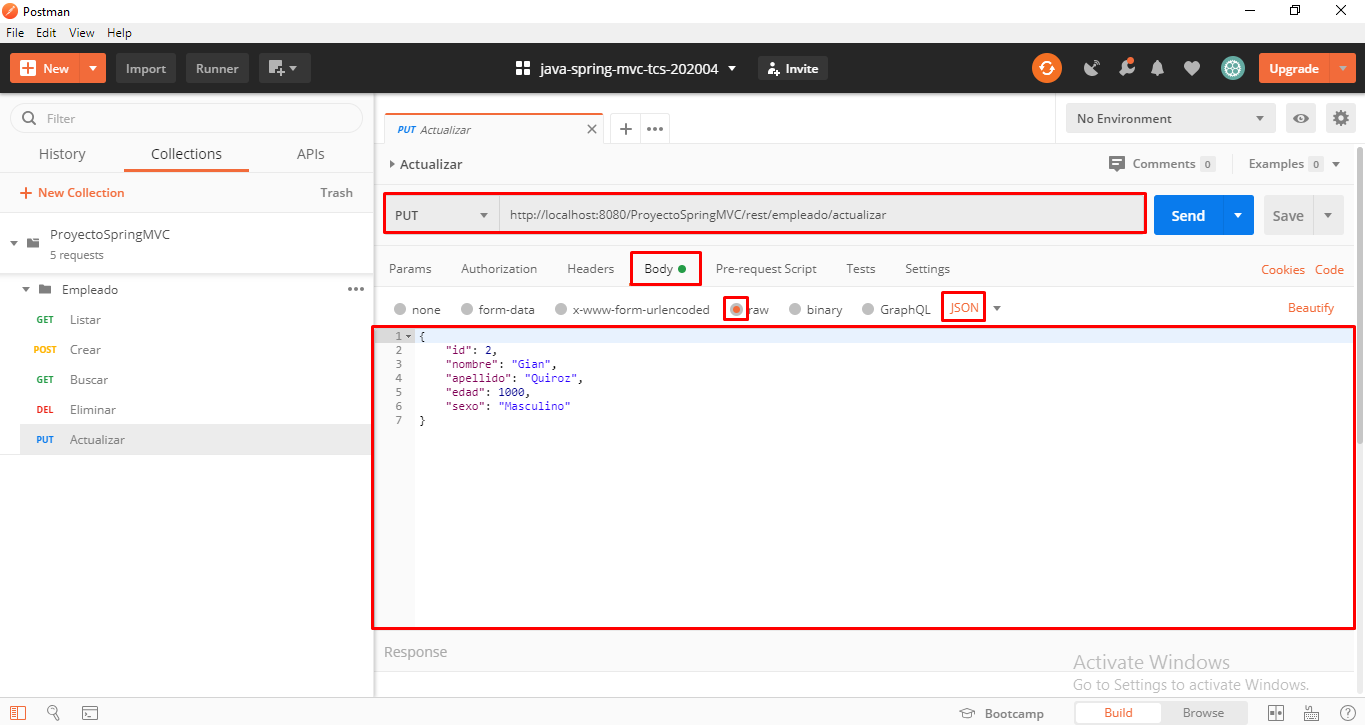 Postman
File Edit View Help
New Import Runner java-spring-mvc-tcs-202004 Invite Upgrade
Filter
History Collections APIs
New Collection Trash
ProyectoSpringMVC
5 requests
Empleado
GET Listar
POST Crear
GET Buscar
DEL Eliminar
PUT Actualizar
PUT Actualizar
No Environment
Actualizar
Comments 0 Examples 0
PUT http://localhost:8080/ProyectoSpringMVC/rest/empleado/actualizar Send Save
Params Authorization Headers Body Pre-request Script Tests Settings Cookies Code
none form-data x-www-form-urlencoded raw binary GraphQL JSON Beautify
1 {
2 "id": 2,
3 "nombre": "Gian",
4 "apellido": "Quiroz",
5 "edad": 1000,
6 "sexo": "Masculino"
7 }
Response
Activate Windows
Go to Settings to activate Windows.
Bootcamp Build Browse